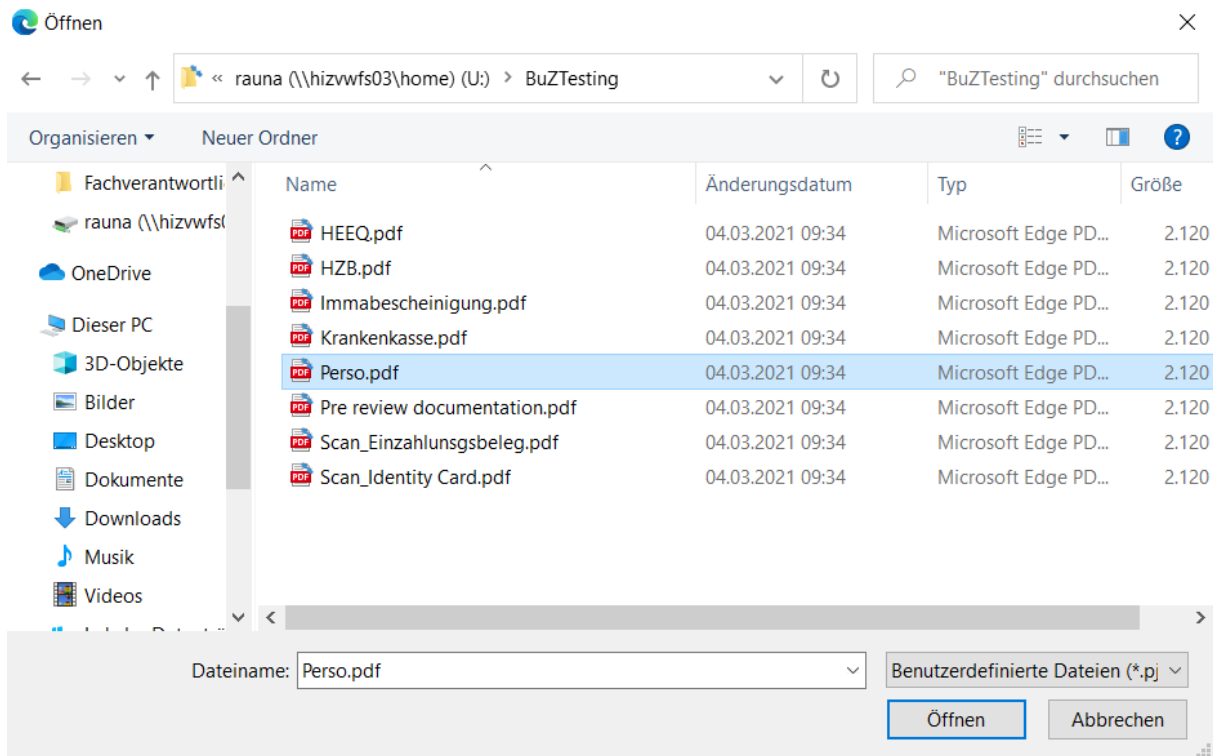 Öffnen
« rauna (\\hizvwfs03\home) (U:) > BuZTesting
"BuZTesting" durchsuchen
Organisieren Neuer Ordner
Fachverantwortli
rauna (\\hizvwfs0
OneDrive
Dieser PC
3D-Objekte
Bilder
Desktop
Dokumente
Downloads
Musik
Videos
Name Änderungsdatum Typ Größe
HEEQ.pdf 04.03.2021 09:34 Microsoft Edge PD... 2.120
HZB.pdf 04.03.2021 09:34 Microsoft Edge PD... 2.120
Immabescheinigung.pdf 04.03.2021 09:34 Microsoft Edge PD... 2.120
Krankenkasse.pdf 04.03.2021 09:34 Microsoft Edge PD... 2.120
Perso.pdf 04.03.2021 09:34 Microsoft Edge PD... 2.120
Pre review documentation.pdf 04.03.2021 09:34 Microsoft Edge PD... 2.120
Scan_Einzahlunsgsbeleg.pdf 04.03.2021 09:34 Microsoft Edge PD... 2.120
Scan_Identity Card.pdf 04.03.2021 09:34 Microsoft Edge PD... 2.120
Dateiname: Perso.pdf Benutzerdefinierte Dateien (*.pj
Öffnen Abbrechen